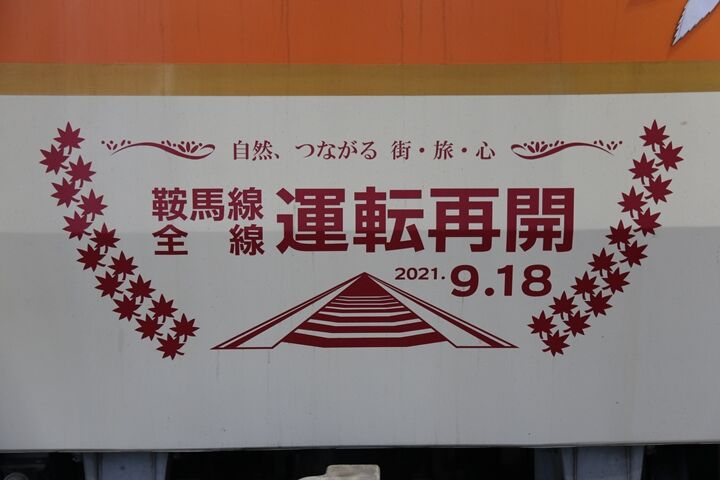 自然、つながる 街・旅・心
鞍馬線
全線
運転再開
2021.9.18